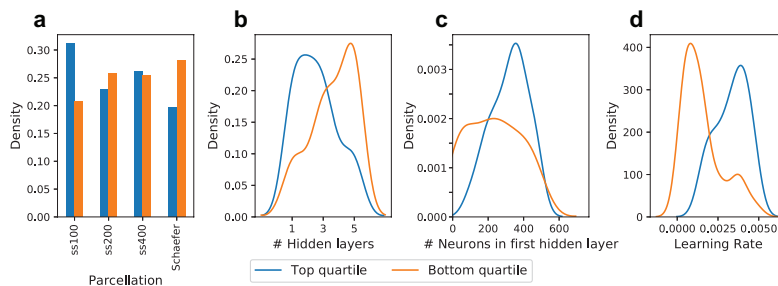 a
0.30
0.25
0.20
0.15
0.10
0.05
0.00
Density
ss100
ss200
ss400
Schaefer
Parcellation
b
0.25
0.20
0.15
0.10
0.05
0.00
Density
1
3
5
# Hidden layers
c
0.003
0.002
0.001
0.000
Density
0
200
400
600
# Neurons in first hidden layer
d
400
300
200
100
0
Density
0.0000
0.0025
0.0050
Learning Rate
Top quartile
Bottom quartile